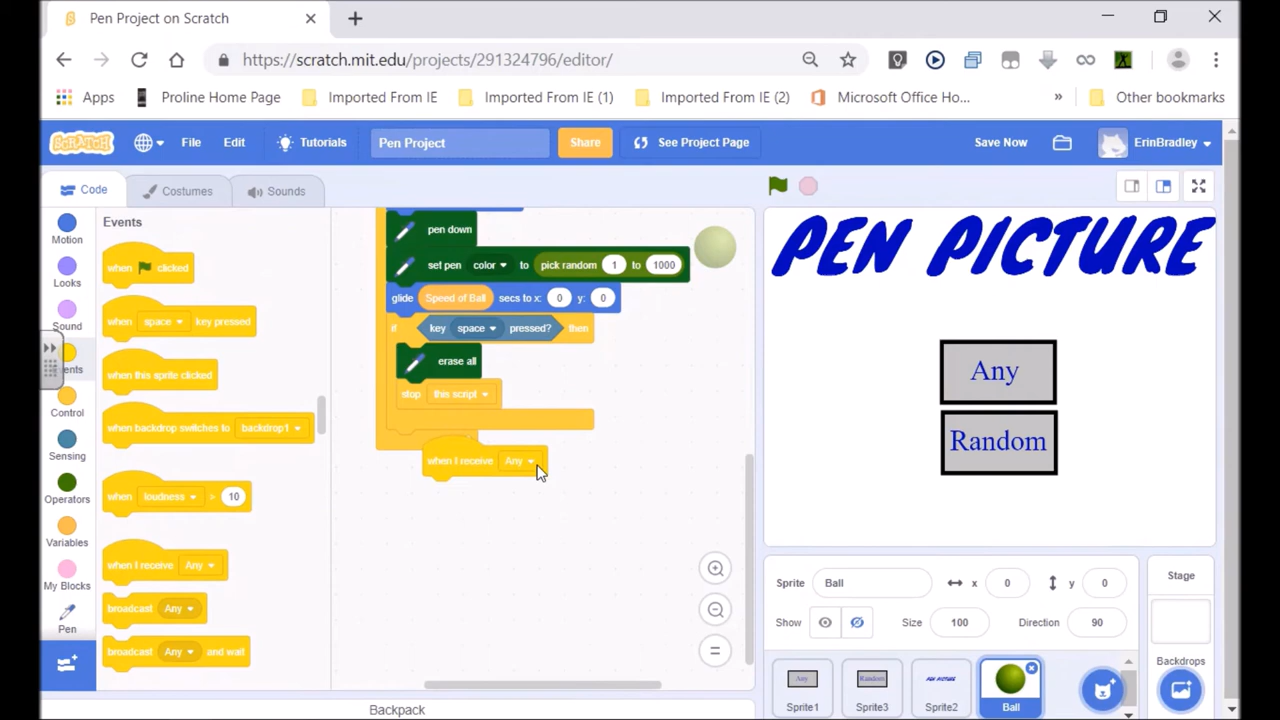 Pen Project on Scratch
https://scratch.mit.edu/projects/291324796/editor/
Apps Proline Home Page Imported From IE Imported From IE (1) Imported From IE (2) Microsoft Office Ho... » Other bookmarks
SCRATCH File Edit Tutorials Pen Project Share See Project Page Save Now ErinBradley
Code Costumes Sounds
Motion
Looks
Sound
ents
Control
Sensing
Operators
Variables
My Blocks
Pen
Events
when clicked
when space key pressed
when this sprite clicked
when backdrop switches to backdrop1
when loudness > 10
when I receive Any
broadcast Any
broadcast Any and wait
pen down
set pen color to pick random 1 to 1000
glide Speed of Ball secs to x: 0 y: 0
if key space pressed? then
erase all
stop this script
when I receive Any
PEN PICTURE
Any
Random
Sprite Ball x 0 y 0
Show Size 100 Direction 90
Any Random PEN PICTURE
Sprite1 Sprite3 Sprite2 Ball
Stage
Backdrops
Backpack